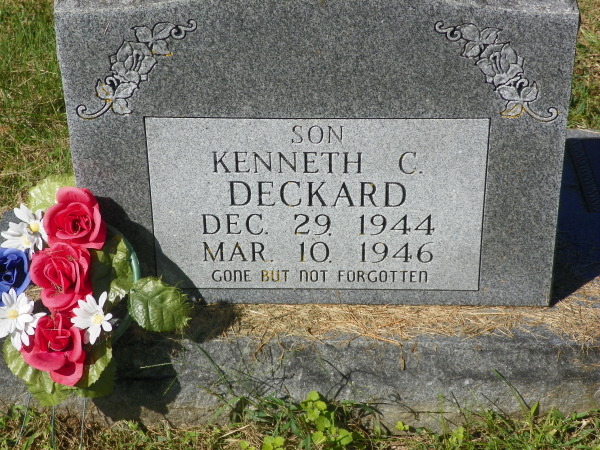 SON
KENNETH C.
DECKARD
DEC. 29, 1944
MAR. 10, 1946
GONE BUT NOT FORGOTTEN